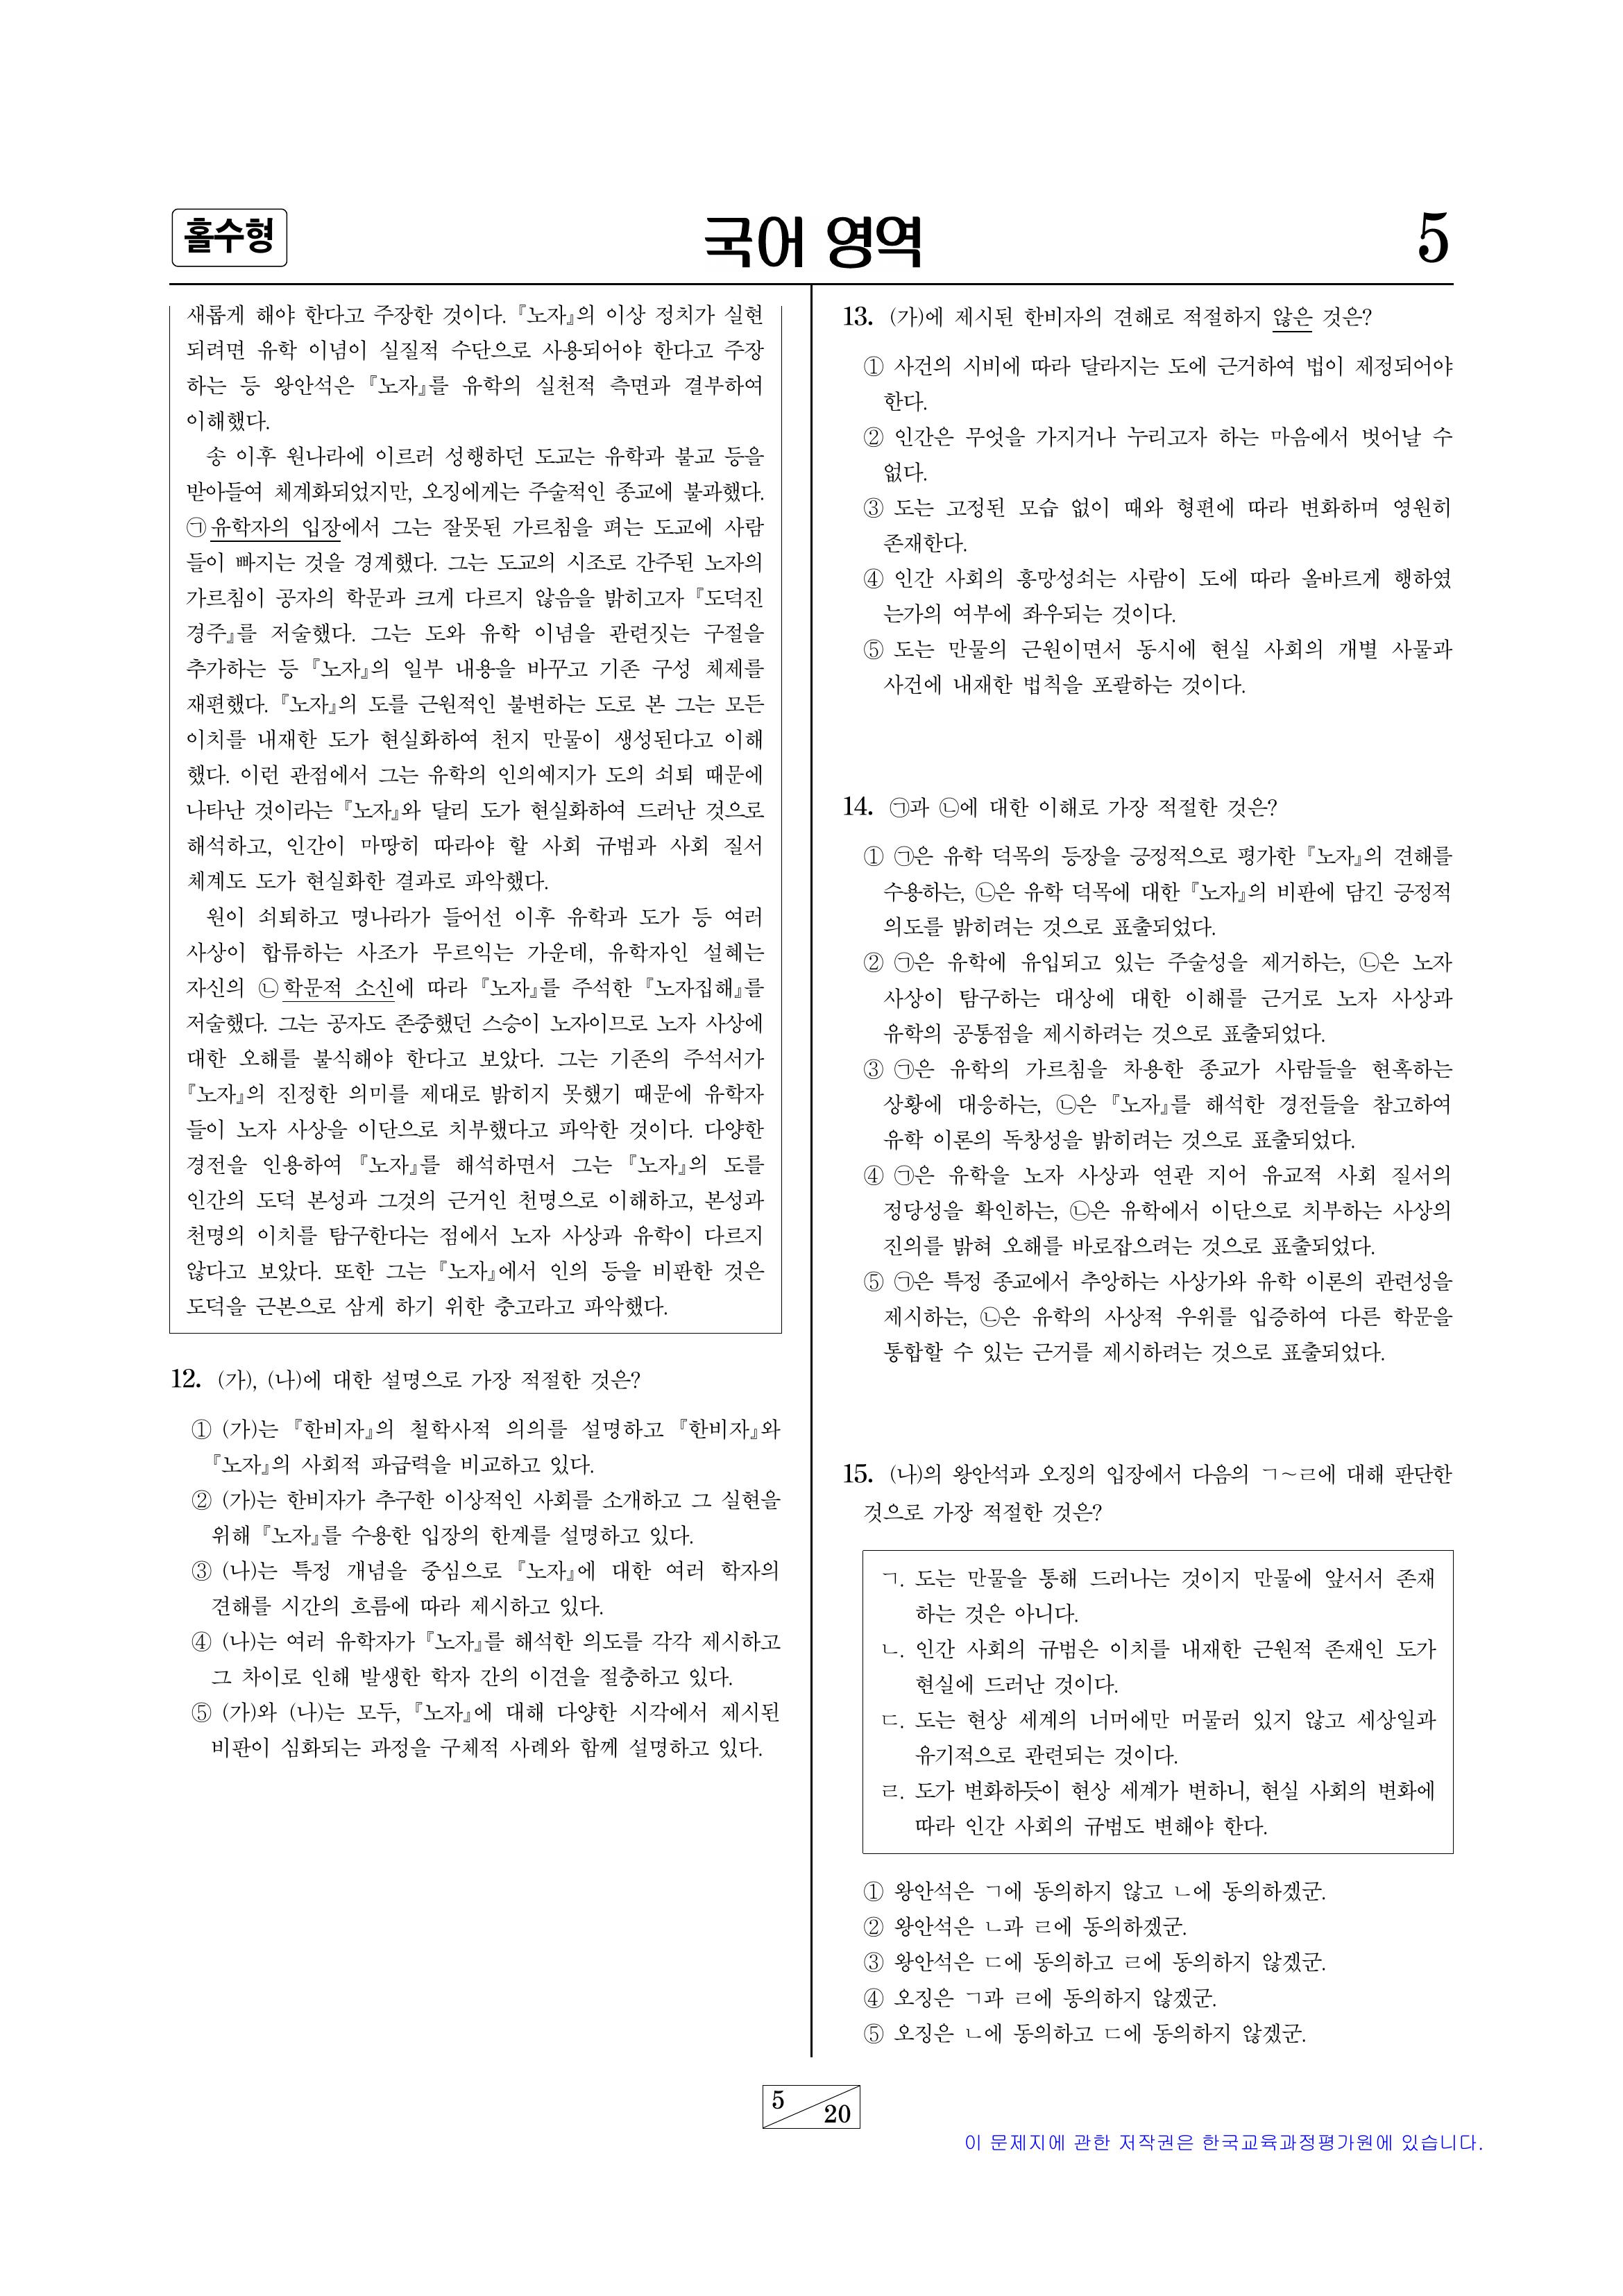 홀수형
국어 영역
5
새롭게 해야 한다고 주장한 것이다. 『노자』의 이상 정치가 실현
되려면 유학 이념이 실질적 수단으로 사용되어야 한다고 주장
하는 등 왕안석은 『노자』를 유학의 실천적 측면과 결부하여
이해했다.
송 이후 원나라에 이르러 성행하던 도교는 유학과 불교 등을
받아들여 체계화되었지만, 오징에게는 주술적인 종교에 불과했다.
㉠유학자의 입장에서 그는 잘못된 가르침을 펴는 도교에 사람
들이 빠지는 것을 경계했다. 그는 도교의 시조로 간주된 노자의
가르침이 공자의 학문과 크게 다르지 않음을 밝히고자 『도덕진
경주』를 저술했다. 그는 도와 유학 이념을 관련짓는 구절을
추가하는 등 『노자』의 일부 내용을 바꾸고 기존 구성 체제를
재편했다. 『노자』의 도를 근원적인 불변하는 도로 본 그는 모든
이치를 내재한 도가 현실화하여 천지 만물이 생성된다고 이해
했다. 이런 관점에서 그는 유학의 인의예지가 도의 쇠퇴 때문에
나타난 것이라는 『노자』와 달리 도가 현실화하여 드러난 것으로
해석하고, 인간이 마땅히 따라야 할 사회 규범과 사회 질서
체계도 도가 현실화한 결과로 파악했다.
원이 쇠퇴하고 명나라가 들어선 이후 유학과 도가 등 여러
사상이 합류하는 사조가 무르익는 가운데, 유학자인 설혜는
자신의 ㉡학문적 소신에 따라 『노자』를 주석한 『노자집해』를
저술했다. 그는 공자도 존중했던 스승이 노자이므로 노자 사상에
대한 오해를 불식해야 한다고 보았다. 그는 기존의 주석서가
『노자』의 진정한 의미를 제대로 밝히지 못했기 때문에 유학자
들이 노자 사상을 이단으로 치부했다고 파악한 것이다. 다양한
경전을 인용하여 『노자』를 해석하면서 그는 『노자』의 도를
인간의 도덕 본성과 그것의 근거인 천명으로 이해하고, 본성과
천명의 이치를 탐구한다는 점에서 노자 사상과 유학이 다르지
않다고 보았다. 또한 그는 『노자』에서 인의 등을 비판한 것은
도덕을 근본으로 삼게 하기 위한 충고라고 파악했다.
12. (가), (나)에 대한 설명으로 가장 적절한 것은?
① (가)는 『한비자』의 철학사적 의의를 설명하고 『한비자』와
『노자』의 사회적 파급력을 비교하고 있다.
② (가)는 한비자가 추구한 이상적인 사회를 소개하고 그 실현을
위해 『노자』를 수용한 입장의 한계를 설명하고 있다.
③ (나)는 특정 개념을 중심으로 『노자』에 대한 여러 학자의
견해를 시간의 흐름에 따라 제시하고 있다.
④ (나)는 여러 유학자가 『노자』를 해석한 의도를 각각 제시하고
그 차이로 인해 발생한 학자 간의 이견을 절충하고 있다.
⑤ (가)와 (나)는 모두, 『노자』에 대해 다양한 시각에서 제시된
비판이 심화되는 과정을 구체적 사례와 함께 설명하고 있다.
13. (가)에 제시된 한비자의 견해로 적절하지 않은 것은?
① 사건의 시비에 따라 달라지는 도에 근거하여 법이 제정되어야
한다.
② 인간은 무엇을 가지거나 누리고자 하는 마음에서 벗어날 수
없다.
③ 도는 고정된 모습 없이 때와 형편에 따라 변화하며 영원히
존재한다.
④ 인간 사회의 흥망성쇠는 사람이 도에 따라 올바르게 행하였
는가의 여부에 좌우되는 것이다.
⑤ 도는 만물의 근원이면서 동시에 현실 사회의 개별 사물과
사건에 내재한 법칙을 포괄하는 것이다.
14. ㉠과 ㉡에 대한 이해로 가장 적절한 것은?
① ㉠은 유학 덕목의 등장을 긍정적으로 평가한 『노자』의 견해를
수용하는, ㉡은 유학 덕목에 대한 『노자』의 비판에 담긴 긍정적
의도를 밝히려는 것으로 표출되었다.
② ㉠은 유학에 유입되고 있는 주술성을 제거하는, ㉡은 노자
사상이 탐구하는 대상에 대한 이해를 근거로 노자 사상과
유학의 공통점을 제시하려는 것으로 표출되었다.
③ ㉠은 유학의 가르침을 차용한 종교가 사람들을 현혹하는
상황에 대응하는, ㉡은 『노자』를 해석한 경전들을 참고하여
유학 이론의 독창성을 밝히려는 것으로 표출되었다.
④ ㉠은 유학을 노자 사상과 연관 지어 유교적 사회 질서의
정당성을 확인하는, ㉡은 유학에서 이단으로 치부하는 사상의
진의를 밝혀 오해를 바로잡으려는 것으로 표출되었다.
⑤ ㉠은 특정 종교에서 추앙하는 사상가와 유학 이론의 관련성을
제시하는, ㉡은 유학의 사상적 우위를 입증하여 다른 학문을
통합할 수 있는 근거를 제시하려는 것으로 표출되었다.
15. (나)의 왕안석과 오징의 입장에서 다음의 ㄱ~ㄹ에 대해 판단한
것으로 가장 적절한 것은?
ㄱ. 도는 만물을 통해 드러나는 것이지 만물에 앞서서 존재
하는 것은 아니다.
ㄴ. 인간 사회의 규범은 이치를 내재한 근원적 존재인 도가
현실에 드러난 것이다.
ㄷ. 도는 현상 세계의 너머에만 머물러 있지 않고 세상일과
유기적으로 관련되는 것이다.
ㄹ. 도가 변화하듯이 현상 세계가 변하니, 현실 사회의 변화에
따라 인간 사회의 규범도 변해야 한다.
① 왕안석은 ㄱ에 동의하지 않고 ㄴ에 동의하겠군.
② 왕안석은 ㄴ과 ㄹ에 동의하겠군.
③ 왕안석은 ㄷ에 동의하고 ㄹ에 동의하지 않겠군.
④ 오징은 ㄱ과 ㄹ에 동의하지 않겠군.
⑤ 오징은 ㄴ에 동의하고 ㄷ에 동의하지 않겠군.
5
20
이 문제지에 관한 저작권은 한국교육과정평가원에 있습니다.